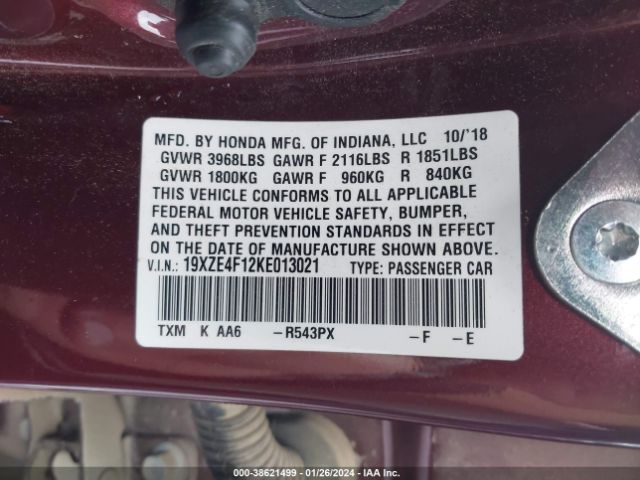 MFD. BY HONDA MFG. OF INDIANA, LLC 10/'18
GVWR 3968LBS GAWR F 2116LBS R 1851LBS
GVWR 1800KG GAWR F 960KG R 840KG
THIS VEHICLE CONFORMS TO ALL APPLICABLE
FEDERAL MOTOR VEHICLE SAFETY, BUMPER,
AND THEFT PREVENTION STANDARDS IN EFFECT
ON THE DATE OF MANUFACTURE SHOWN ABOVE.
V.I.N.: 19XZE4F12KE013021 TYPE: PASSENGER CAR
TXM K AA6 -R543PX -F -E
000-38621499 - 01/26/2024 - IAA Inc.